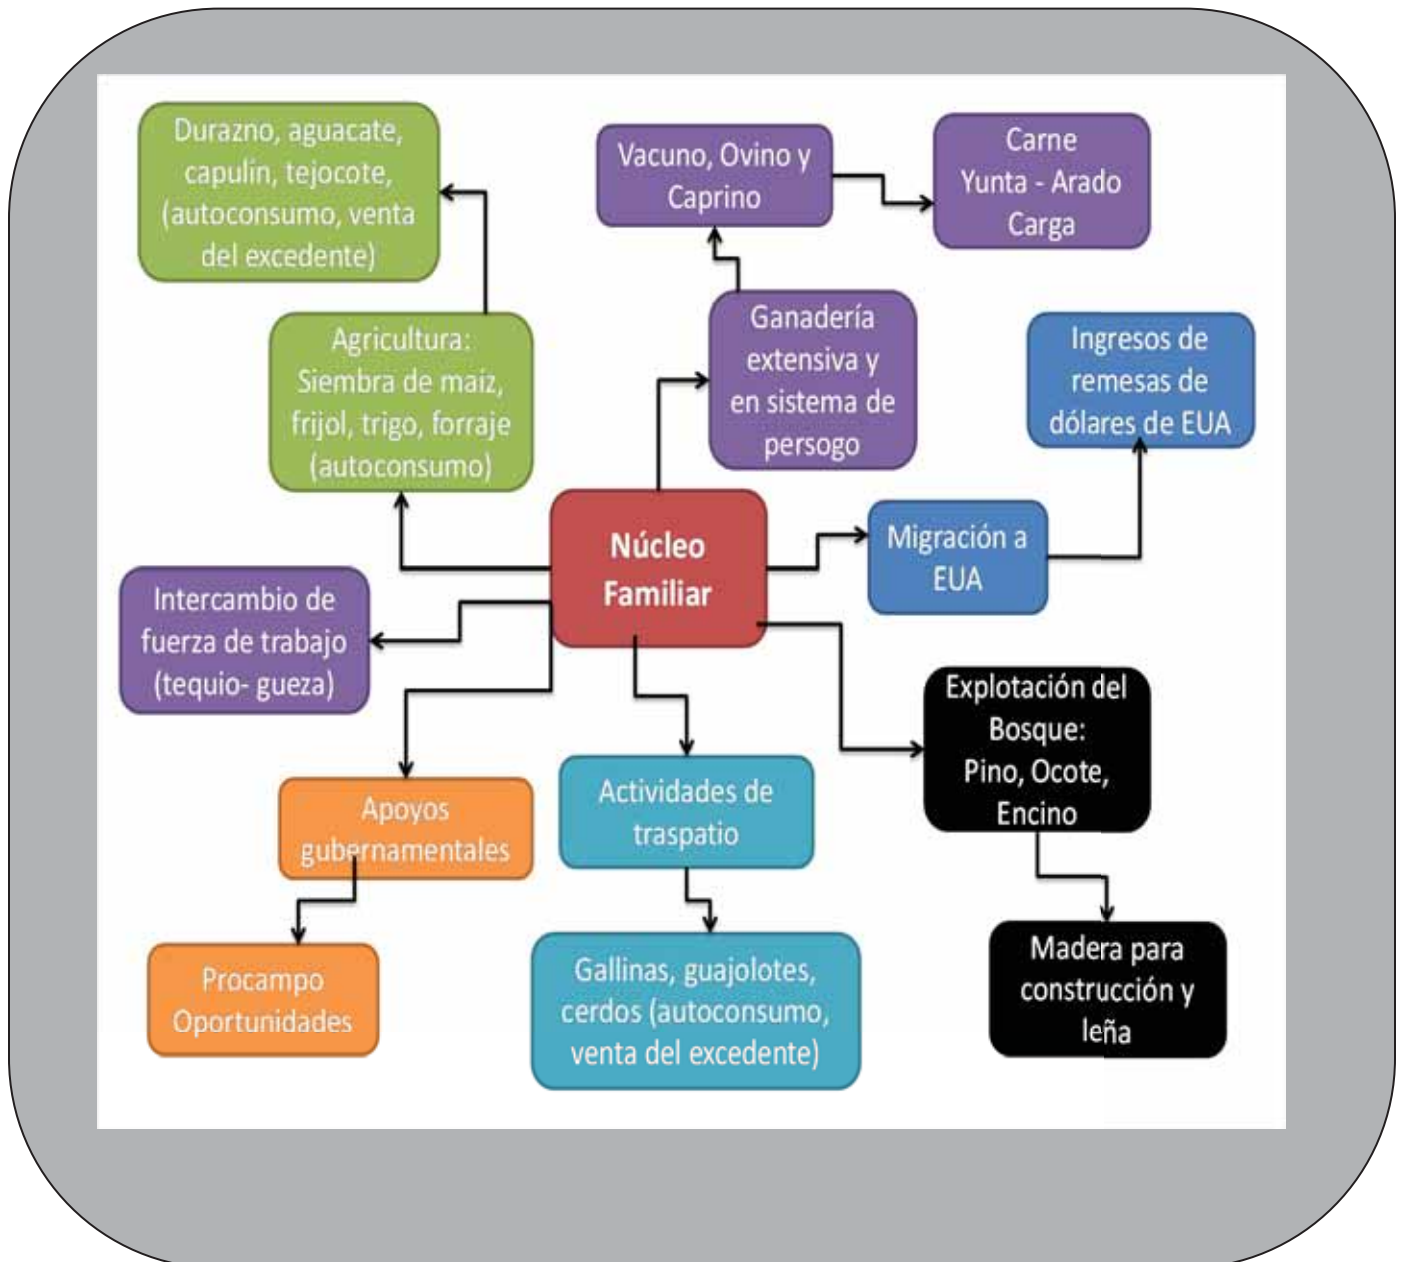 Durazno, aguacate,
capulín, tejocote,
(autoconsumo, venta
del excedente)
Vacuno, Ovino y
Caprino
Carne
Yunta - Arado
Carga
Agricultura:
Siembra de maíz,
frijol, trigo, forraje
(autoconsumo)
Ganadería
extensiva y
en sistema de
persogo
Ingresos de
remesas de
dólares de EUA
Núcleo
Familiar
Migración a
EUA
Intercambio de
fuerza de trabajo
(tequio- gueza)
Explotación del
Bosque:
Pino, Ocote,
Encino
Apoyos
gubernamentales
Actividades de
traspatio
Procampo
Oportunidades
Gallinas, guajolotes,
cerdos (autoconsumo,
venta del excedente)
Madera para
construcción y
leña